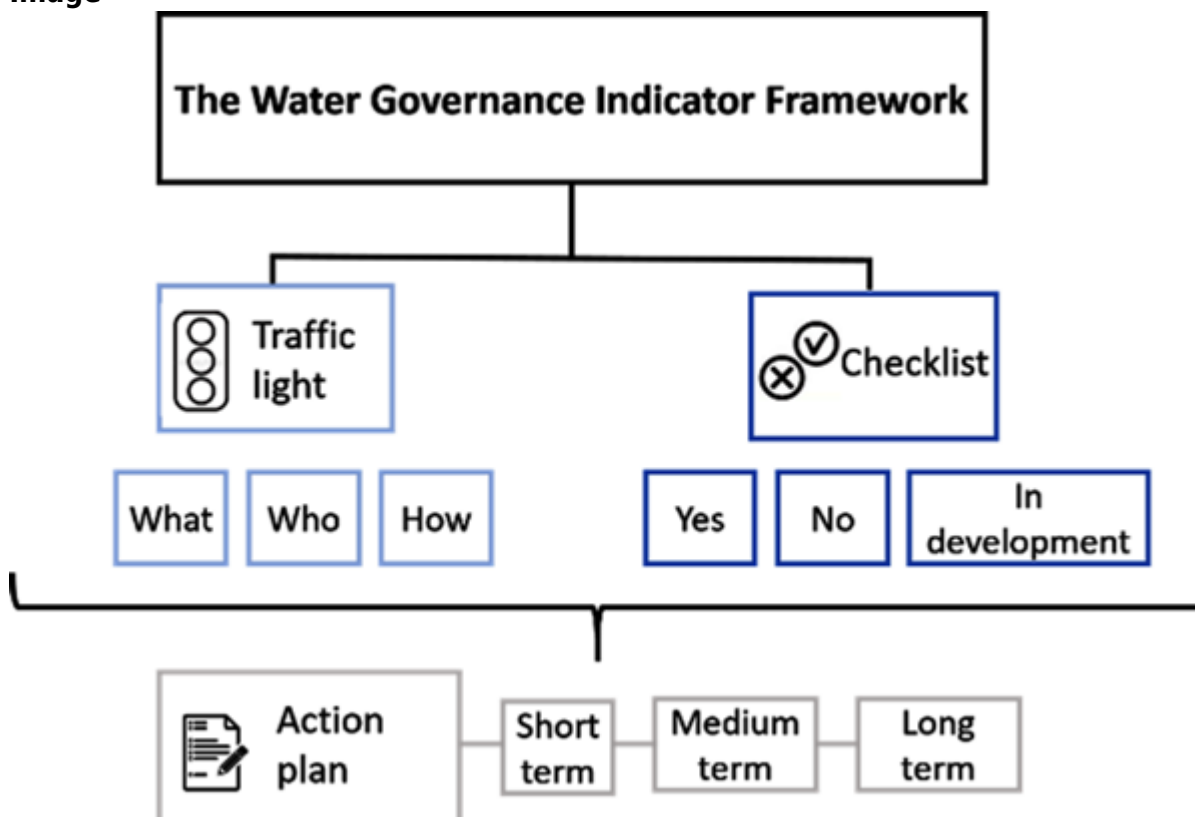 Image
The Water Governance Indicator Framework
Traffic
light
Checklist
What
Who
How
Yes
No
In
development
Action
plan
Short
term
Medium
term
Long
term